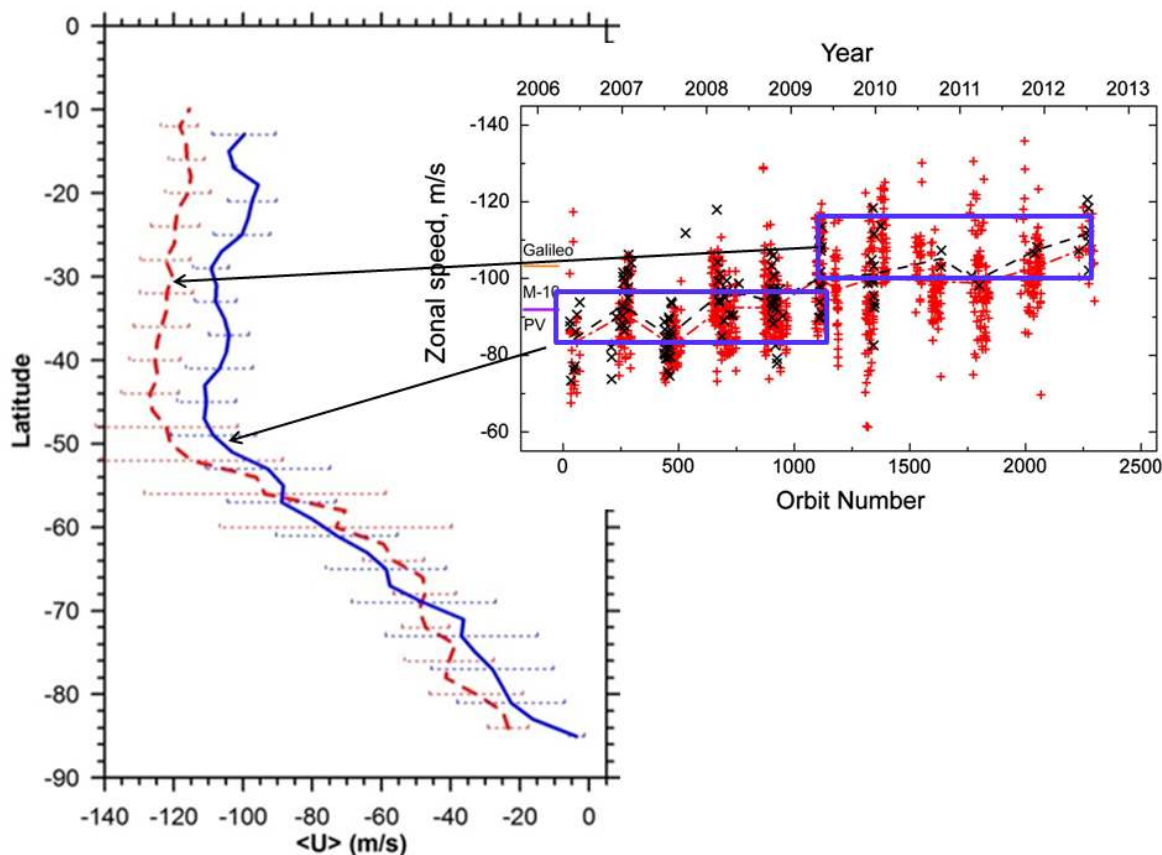 0
-10
-20
-30
-40
-50
-60
-70
-80
-90
Latitude
-140 -120 -100 -80 -60 -40 -20 0
<U> (m/s)
Year
2006 2007 2008 2009 2010 2011 2012 2013
-140
-120
-100
-80
-60
Zonal speed, m/s
Galileo
M-10
PV
0 500 1000 1500 2000 2500
Orbit Number